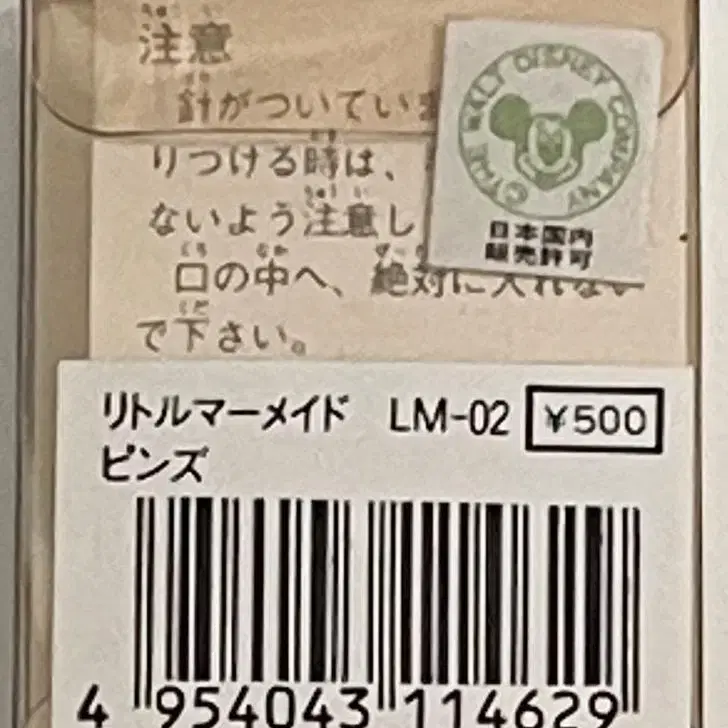 注意
針がついてい
りつける時は、
ないよう注意し
口の中へ、絶対に入れない
で下さい。
©THE WALT DISNEY COMPANY
日本国内
販売許可
リトルマーメイド LM-02 ¥500
ピンズ
4 954043 114629